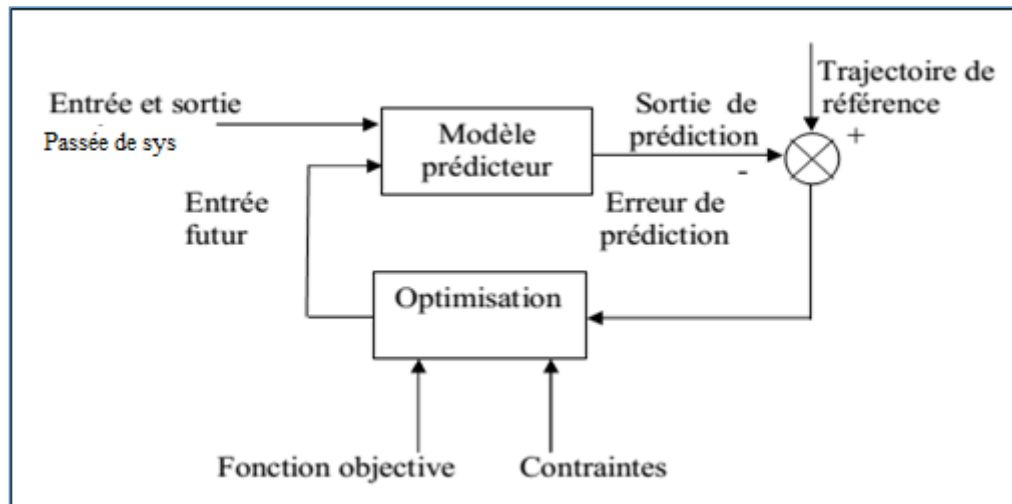 Entrée et sortie
Passée de sys
Modèle
prédicteur
Sortie de
prédiction
-
Trajectoire de
référence
+
Entrée
futur
Erreur de
prédiction
Optimisation
Fonction objective
Contraintes